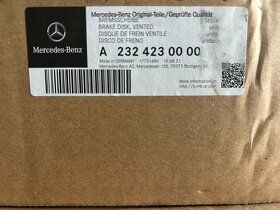 Mercedes-Benz Original-Teile/Geprüfte Qualität
BREMSSCHEIBE
BRAKE DISK, VENTED
DISQUE DE FREIN VENTILE
DISCO DE FRENO
Mercedes-Benz
A 232 423 00 00
Made in GERMANY
Mercedes-Benz AG, Mercedesstr. 120, 70372 Stuttgart, GE